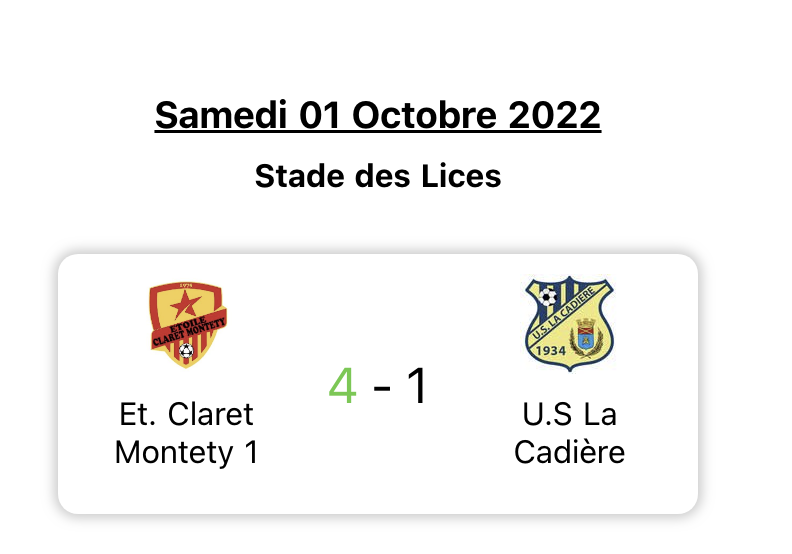 Samedi 01 Octobre 2022
Stade des Lices
1974
ETOILE
CLARET MONTETY
U.S. LA CADIÈRE
1934
4 - 1
Et. Claret
Montety 1
U.S La
Cadière